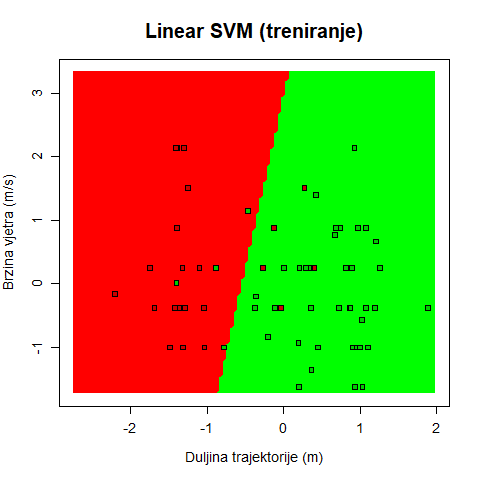 Linear SVM (treniranje)
Brzina vjetra (m/s)
3
2
1
0
-1
-2 -1 0 1 2
Duljina trajektorije (m)